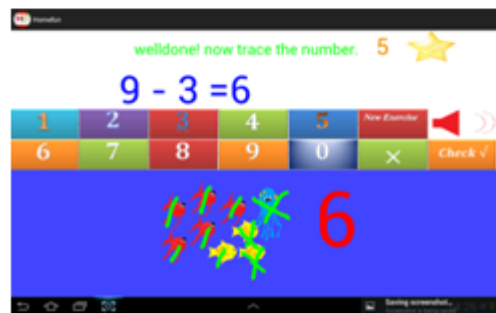 HomeFun
welldone! now trace the number. 5
9 - 3 =6
1 2 3 4 5 New Exercise
6 7 8 9 0 × Check √
6
Saving screenshot...